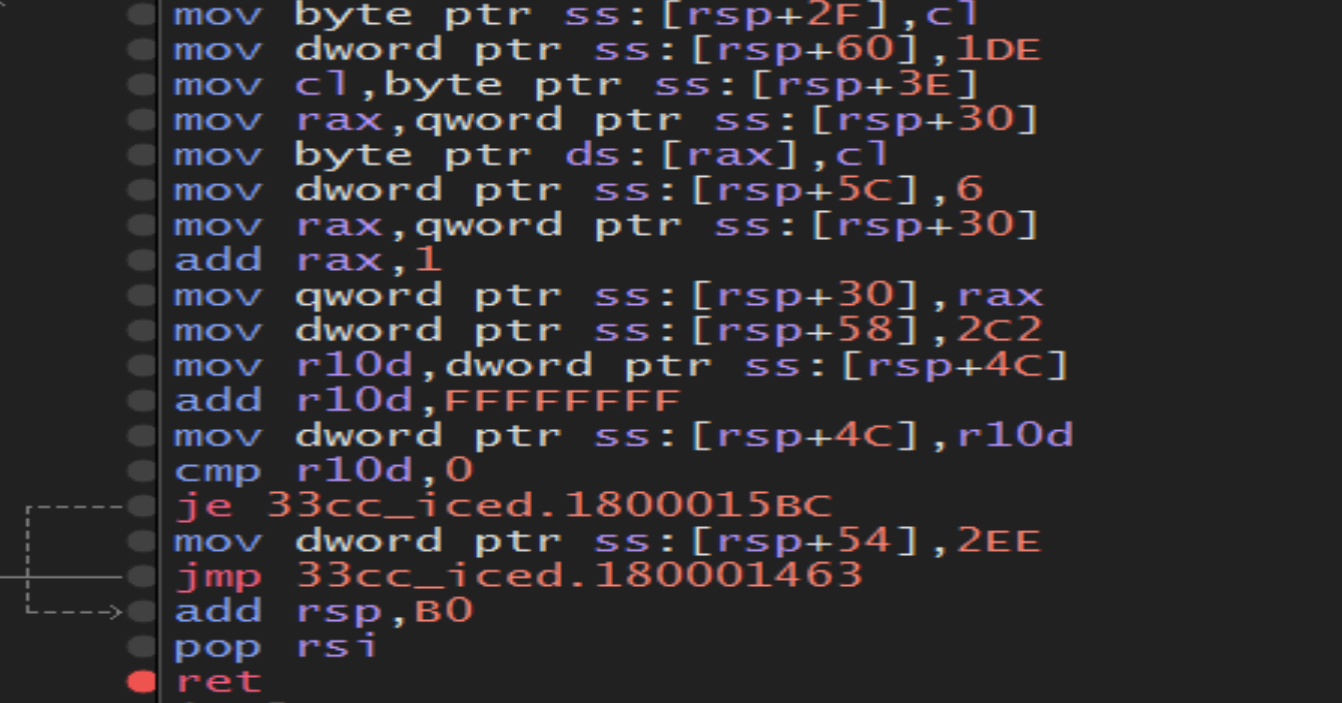 mov byte ptr ss:[rsp+2F],cl
mov dword ptr ss:[rsp+60],1DE
mov cl,byte ptr ss:[rsp+3E]
mov rax,qword ptr ss:[rsp+30]
mov byte ptr ds:[rax],cl
mov dword ptr ss:[rsp+5C],6
mov rax,qword ptr ss:[rsp+30]
add rax,1
mov qword ptr ss:[rsp+30],rax
mov dword ptr ss:[rsp+58],2C2
mov r10d,dword ptr ss:[rsp+4C]
add r10d,FFFFFFFF
mov dword ptr ss:[rsp+4C],r10d
cmp r10d,0
je 33cc_iced.1800015BC
mov dword ptr ss:[rsp+54],2EE
jmp 33cc_iced.180001463
add rsp,B0
pop rsi
ret